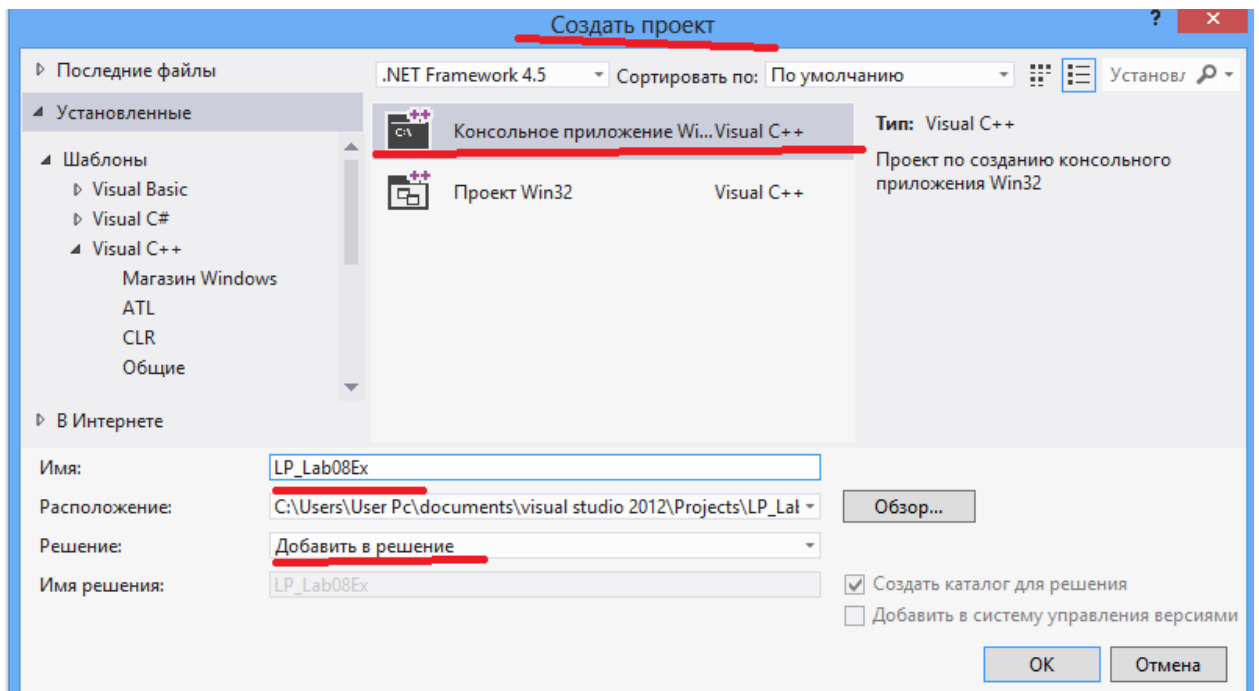 Создать проект
?
Последние файлы
.NET Framework 4.5
Сортировать по: По умолчанию
Установл
Установленные
Шаблоны
Visual Basic
Visual C#
Visual C++
Магазин Windows
ATL
CLR
Общие
В Интернете
C:\
Консольное приложение Wi... Visual C++
Проект Win32 Visual C++
Тип: Visual C++
Проект по созданию консольного
приложения Win32
Имя: LP_Lab08Ex
Расположение: C:\Users\User Pc\documents\visual studio 2012\Projects\LP_Lal
Обзор...
Решение: Добавить в решение
Имя решения: LP_Lab08Ex
Создать каталог для решения
Добавить в систему управления версиями
OK
Отмена